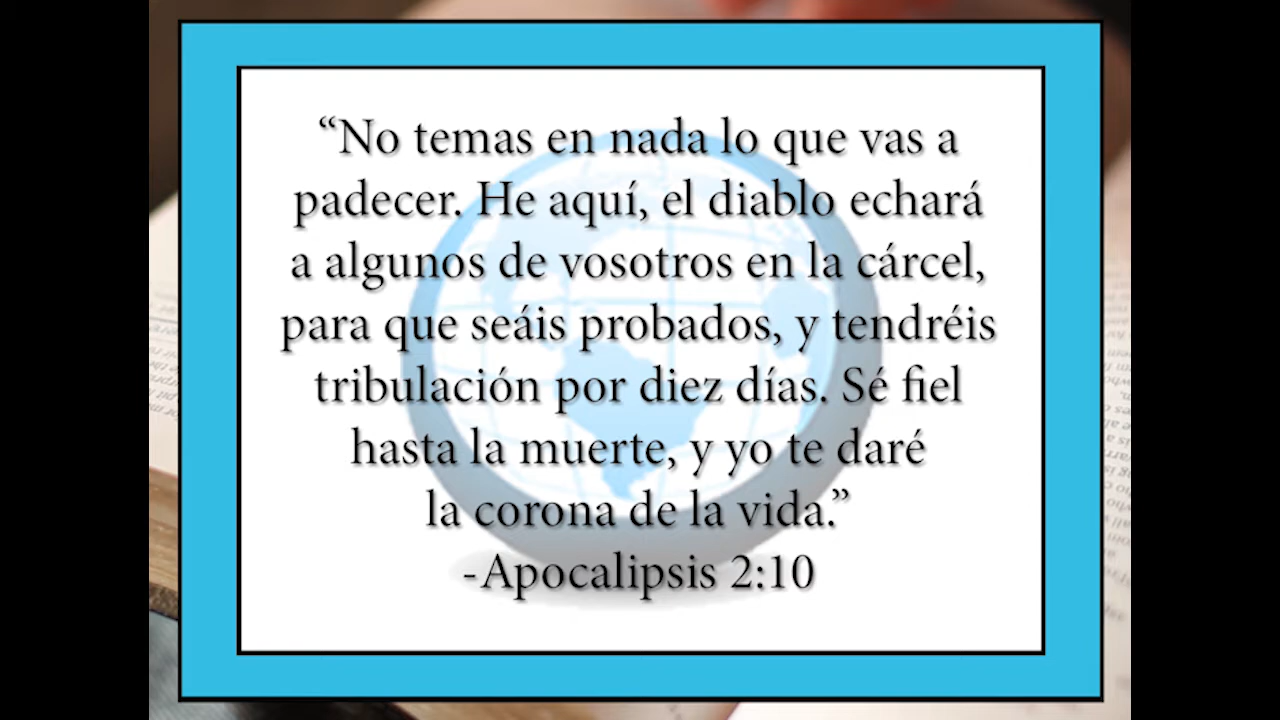 “No temas en nada lo que vas a
padecer. He aquí, el diablo echará
a algunos de vosotros en la cárcel,
para que seáis probados, y tendréis
tribulación por diez días. Sé fiel
hasta la muerte, y yo te daré
la corona de la vida.”
-Apocalipsis 2:10